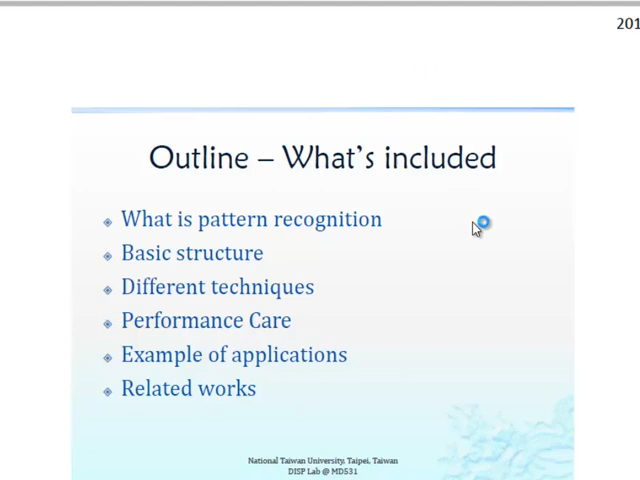 201
Outline – What's included
What is pattern recognition
Basic structure
Different techniques
Performance Care
Example of applications
Related works
National Taiwan University, Taipei, Taiwan
DISP Lab @ MD531